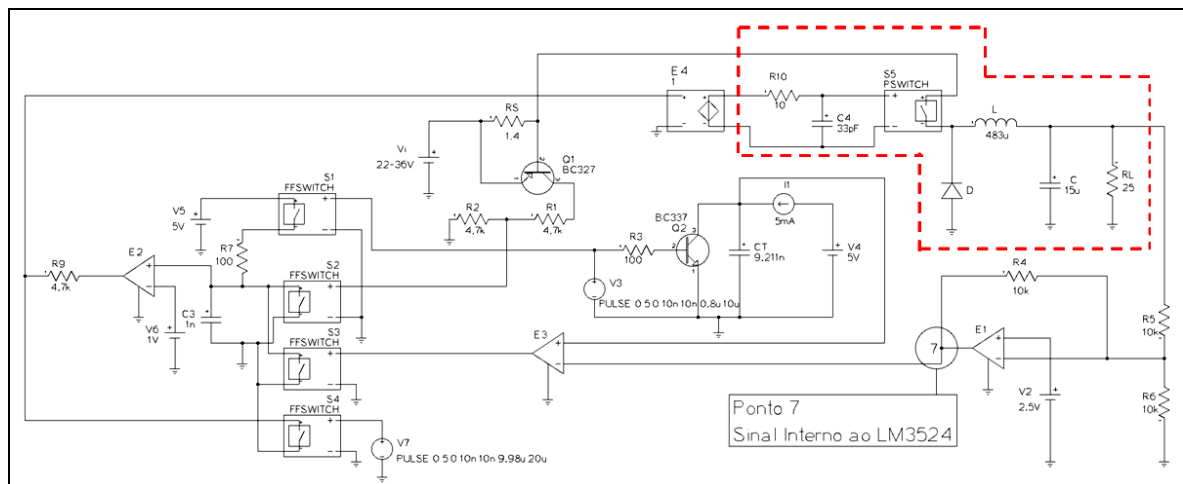 E4
1
R10
10
C4
33pF
S5
PSWITCH
L
483u
D
C
15u
RL
25
RS
1,4
Vi
22-36V
Q1
BC327
R2
4,7k
R1
4,7k
S1
FFSWITCH
V5
5V
R7
100
E2
R9
4,7k
S2
FFSWITCH
C3
1n
V6
1V
S3
FFSWITCH
S4
FFSWITCH
V7
PULSE 0 5 0 10n 10n 9,98u 20u
R3
100
BC337
Q2
V3
PULSE 0 5 0 10n 10n 0,8u 10u
CT
9,211n
I1
5mA
V4
5V
E3
7
E1
R4
10k
R5
10k
R6
10k
V2
2.5V
Ponto 7
Sinal Interno ao LM3524